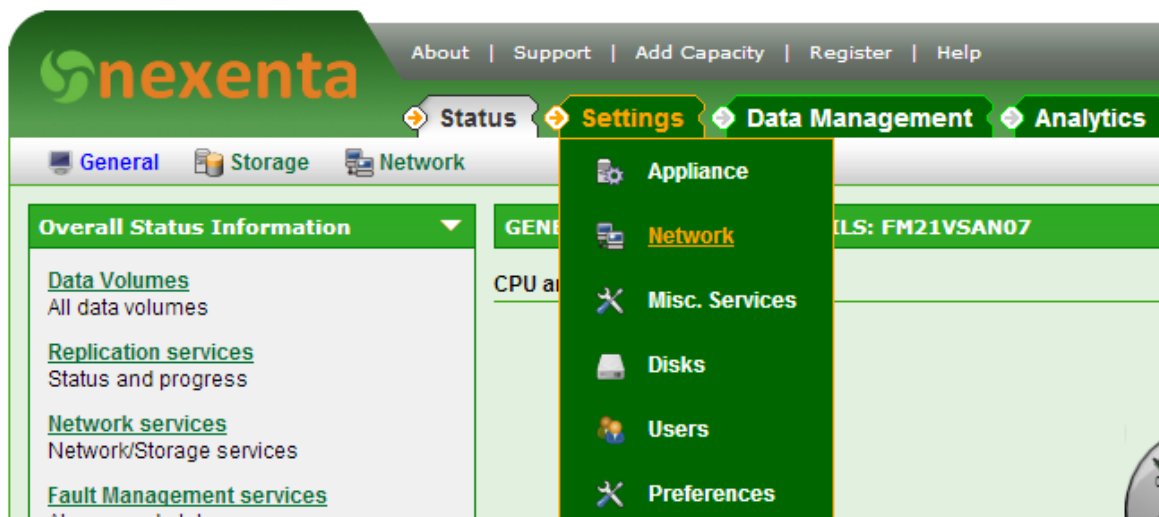 nexenta
About | Support | Add Capacity | Register | Help
Status Settings Data Management Analytics
General Storage Network
Appliance
Network
Misc. Services
Disks
Users
Preferences
Overall Status Information
Data Volumes
All data volumes
Replication services
Status and progress
Network services
Network/Storage services
Fault Management services
GENE
ILS: FM21VSAN07
CPU a